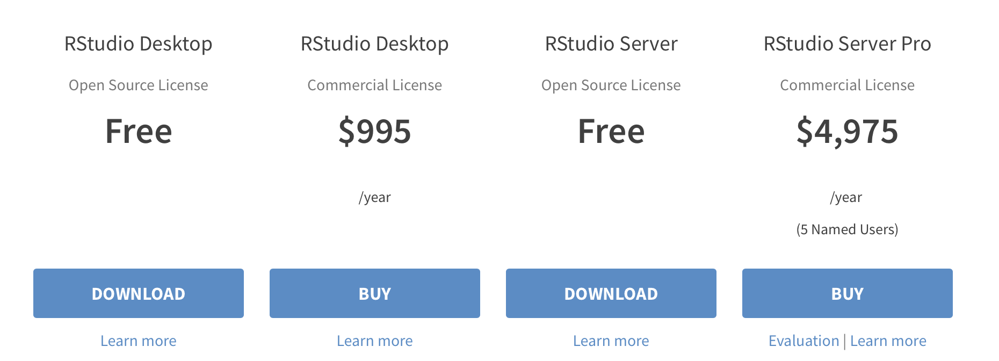 RStudio Desktop
Open Source License
Free
DOWNLOAD
Learn more
RStudio Desktop
Commercial License
$995
/year
BUY
Learn more
RStudio Server
Open Source License
Free
DOWNLOAD
Learn more
RStudio Server Pro
Commercial License
$4,975
/year
(5 Named Users)
BUY
Evaluation | Learn more